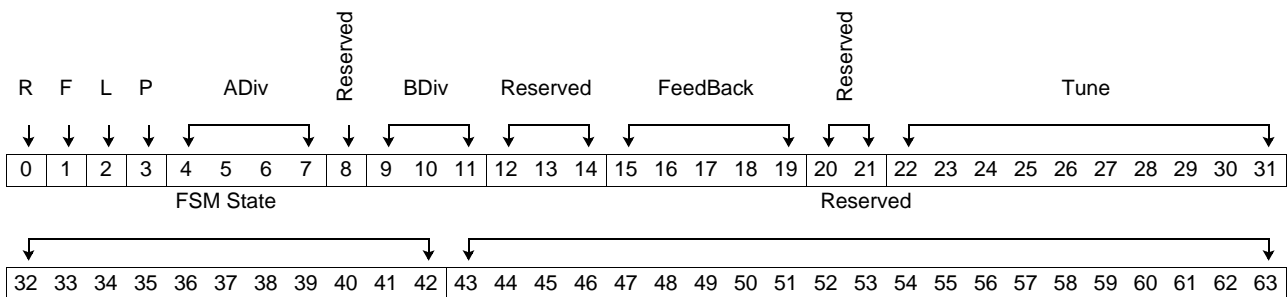 Reserved
Reserved
R F L P ADiv BDiv Reserved FeedBack Tune
0 1 2 3 4 5 6 7 8 9 10 11 12 13 14 15 16 17 18 19 20 21 22 23 24 25 26 27 28 29 30 31
FSM State Reserved
32 33 34 35 36 37 38 39 40 41 42 43 44 45 46 47 48 49 50 51 52 53 54 55 56 57 58 59 60 61 62 63